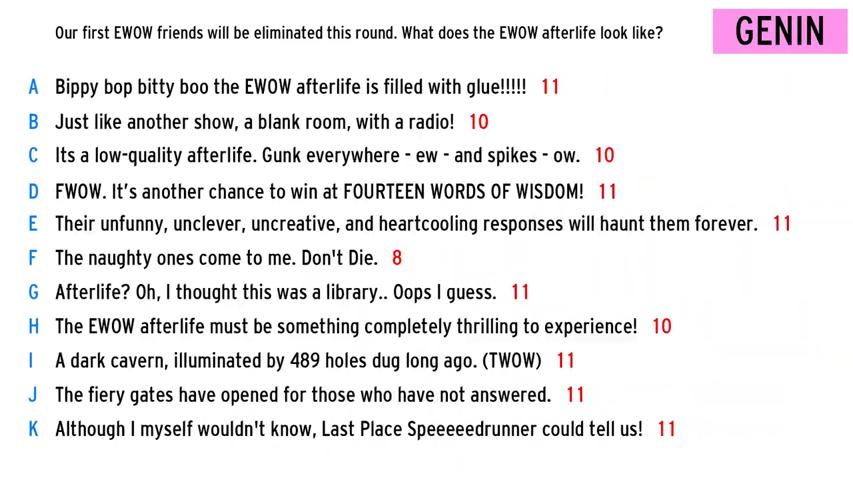 Our first EWOW friends will be eliminated this round. What does the EWOW afterlife look like?
GENIN
A Bippy bop bitty boo the EWOW afterlife is filled with glue!!!!! 11
B Just like another show, a blank room, with a radio! 10
C Its a low-quality afterlife. Gunk everywhere - ew - and spikes - ow. 10
D FWOW. It's another chance to win at FOURTEEN WORDS OF WISDOM! 11
E Their unfunny, unclever, uncreative, and heartcooling responses will haunt them forever. 11
F The naughty ones come to me. Don't Die. 8
G Afterlife? Oh, I thought this was a library.. Oops I guess. 11
H The EWOW afterlife must be something completely thrilling to experience! 10
I A dark cavern, illuminated by 489 holes dug long ago. (TWOW) 11
J The fiery gates have opened for those who have not answered. 11
K Although I myself wouldn't know, Last Place Speeeeedrunner could tell us! 11